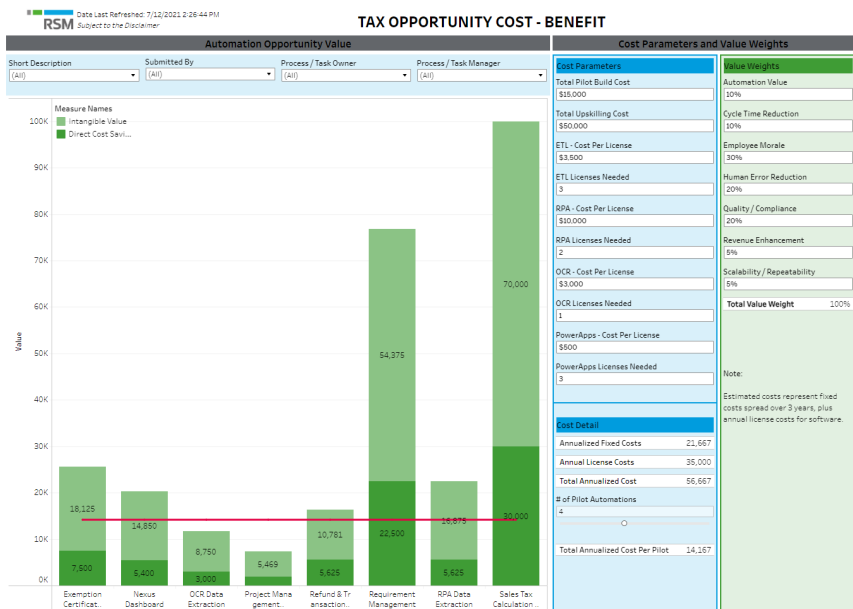 RSM
Date Last Refreshed: 7/12/2021 2:26:44 PM
Subject to the Disclaimer
TAX OPPORTUNITY COST - BENEFIT
Automation Opportunity Value
Cost Parameters and Value Weights
Short Description
(All)
Submitted By
(All)
Process / Task Owner
(All)
Process / Task Manager
(All)
Measure Names
Intangible Value
Direct Cost Savi...
Value
100K
90K
80K
70K
60K
50K
40K
30K
20K
10K
0K
18,125
7,500
14,850
5,400
8,750
3,000
5,469
10,781
5,625
54,375
22,500
16,875
5,625
70,000
30,000
Exemption
Certificat..
Nexus
Dashboard
OCR Data
Extraction
Project Mana
gement..
Refund & Tr
ansaction..
Requirement
Management
RPA Data
Extraction
Sales Tax
Calculation ..
Cost Parameters
Total Pilot Build Cost
$15,000
Total Upskilling Cost
$50,000
ETL - Cost Per License
$3,500
ETL Licenses Needed
3
RPA - Cost Per License
$10,000
RPA Licenses Needed
2
OCR - Cost Per License
$3,000
OCR Licenses Needed
1
PowerApps - Cost Per License
$500
PowerApps Licenses Needed
3
Cost Detail
Annualized Fixed Costs 21,667
Annual License Costs 35,000
Total Annualized Cost 56,667
# of Pilot Automations
4
Total Annualized Cost Per Pilot 14,167
Value Weights
Automation Value
10%
Cycle Time Reduction
10%
Employee Morale
30%
Human Error Reduction
20%
Quality / Compliance
20%
Revenue Enhancement
5%
Scalability / Repeatability
5%
Total Value Weight 100%
Note:
Estimated costs represent fixed
costs spread over 3 years, plus
annual license costs for software.